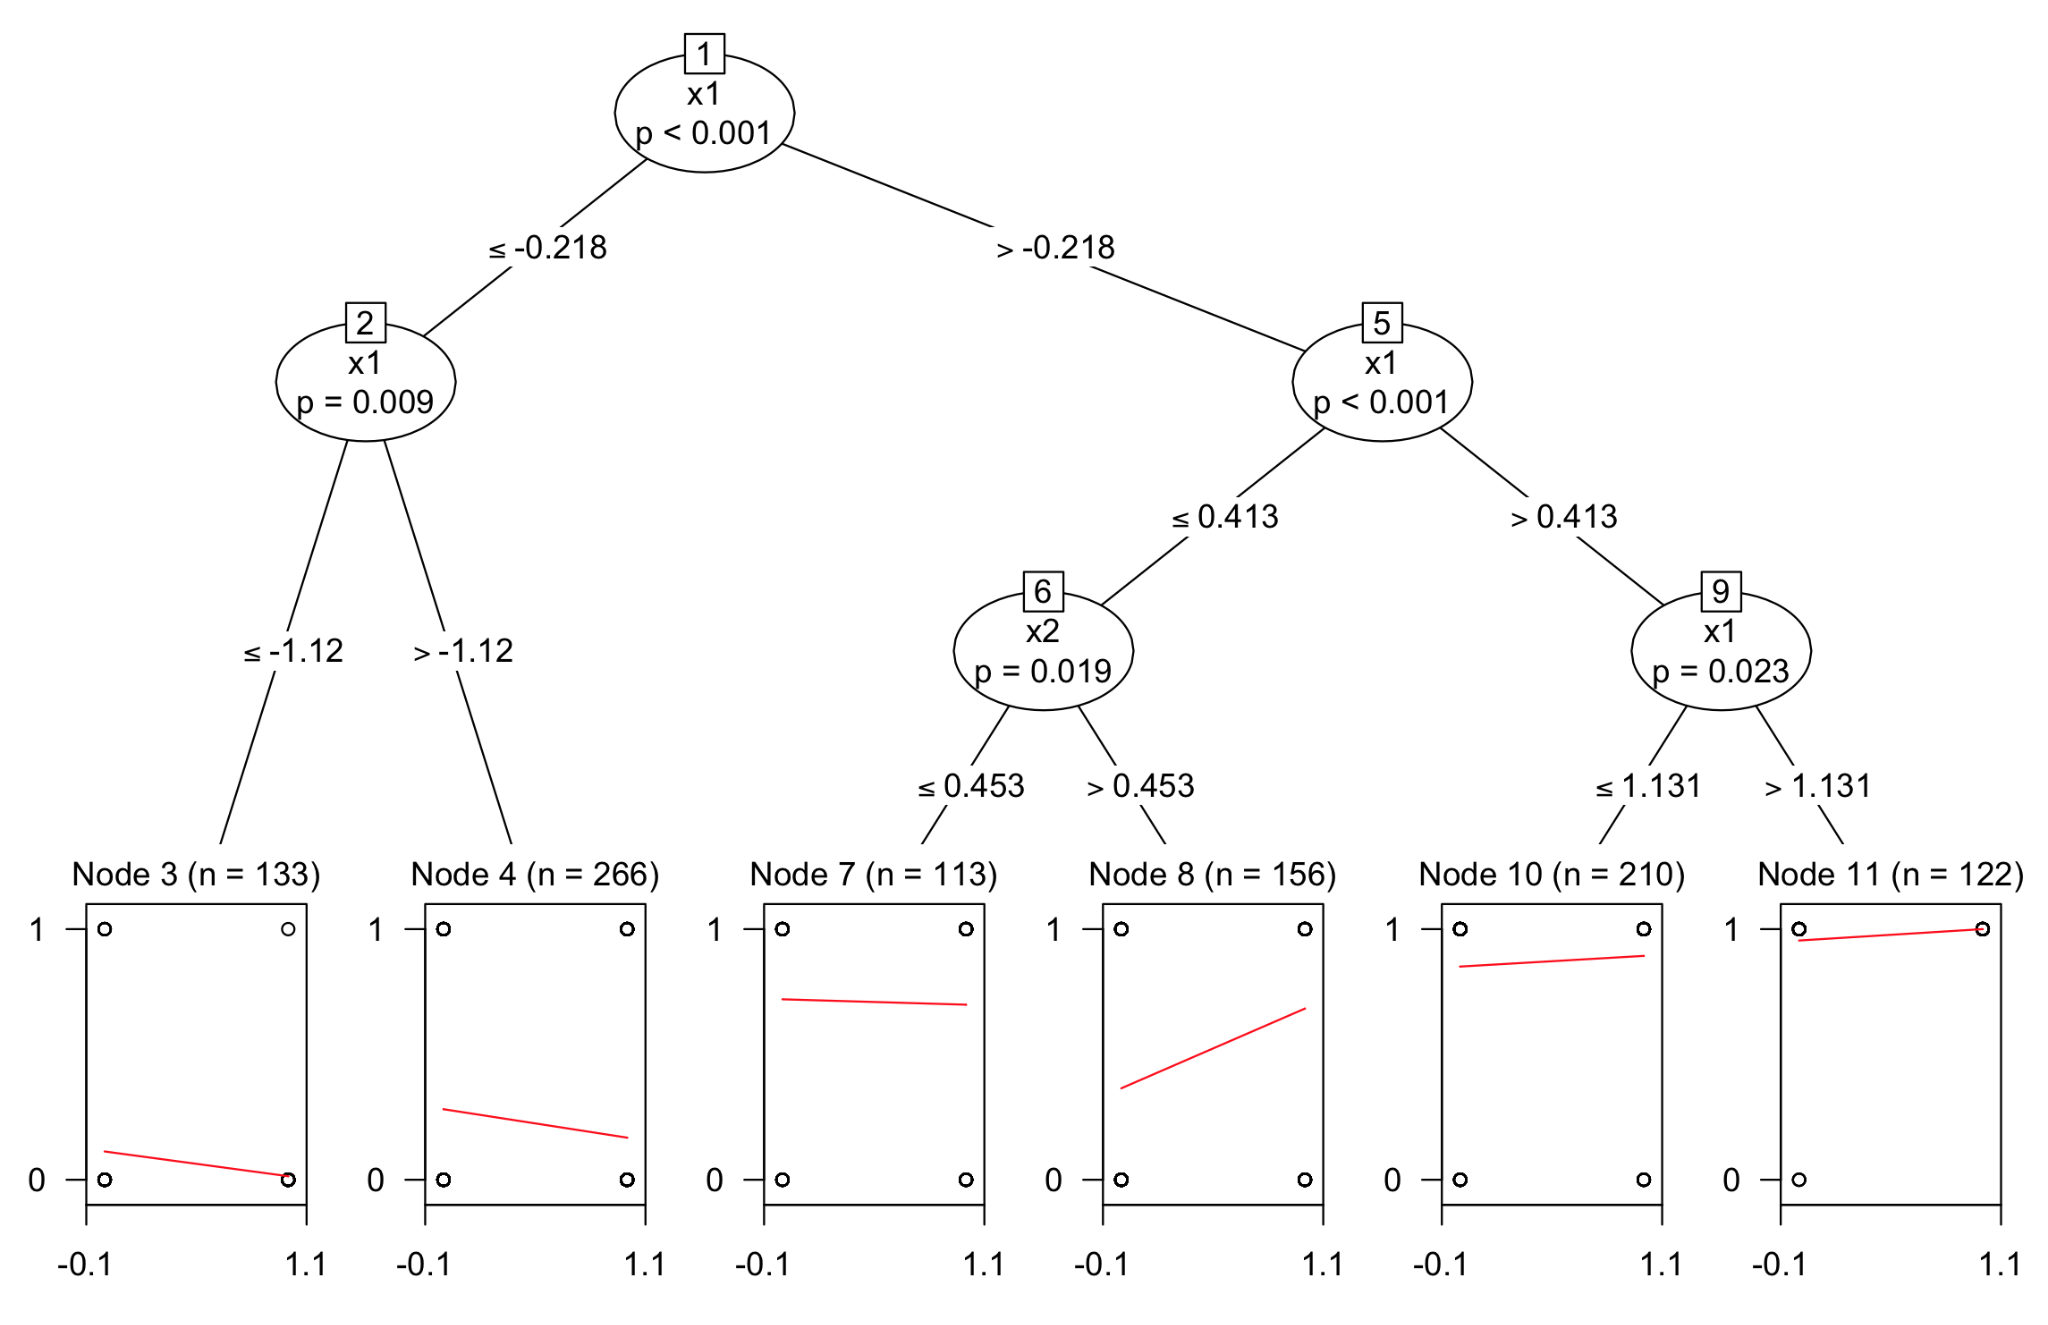 1
x1
p < 0.001
≤ -0.218
> -0.218
2
x1
p = 0.009
5
x1
p < 0.001
≤ -1.12
> -1.12
≤ 0.413
> 0.413
6
x2
p = 0.019
9
x1
p = 0.023
≤ 0.453
> 0.453
≤ 1.131
> 1.131
Node 3 (n = 133)
1
0
-0.1
1.1
Node 4 (n = 266)
1
0
-0.1
1.1
Node 7 (n = 113)
1
0
-0.1
1.1
Node 8 (n = 156)
1
0
-0.1
1.1
Node 10 (n = 210)
1
0
-0.1
1.1
Node 11 (n = 122)
1
0
-0.1
1.1